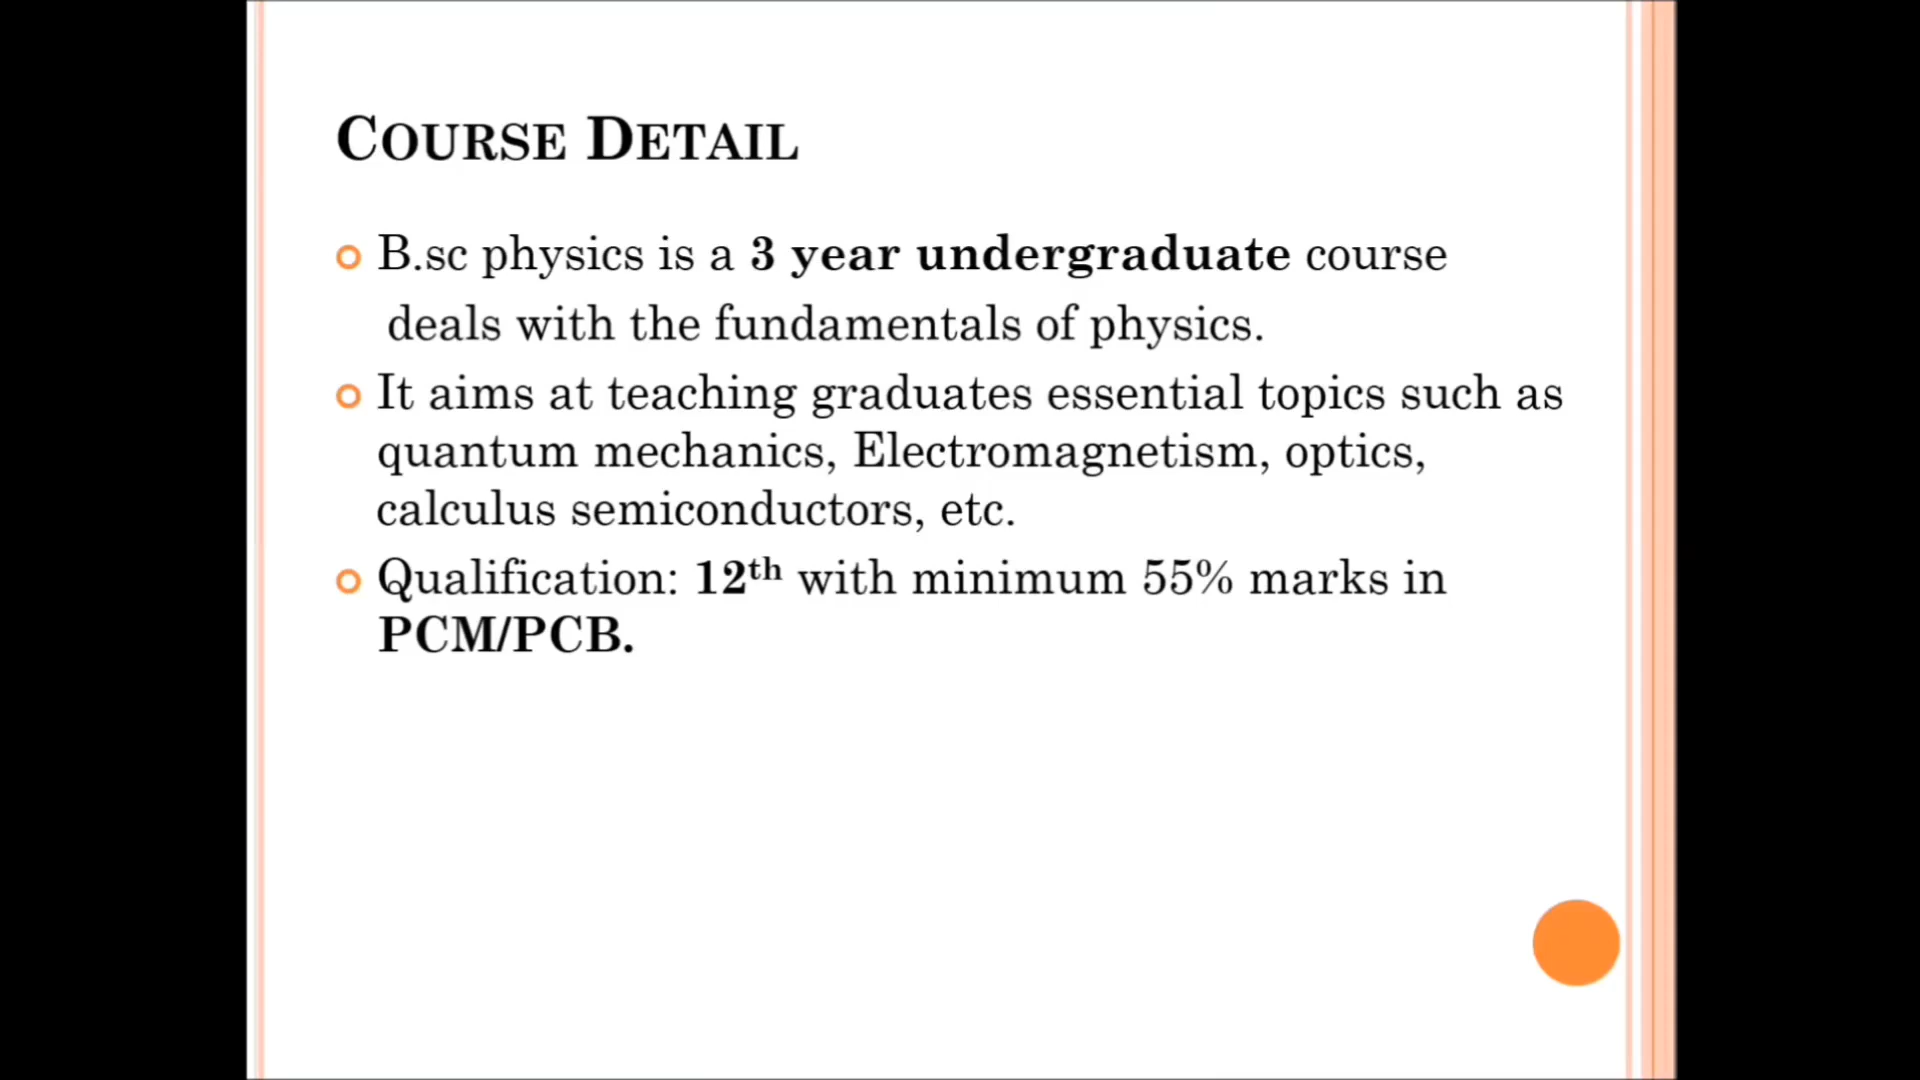 COURSE DETAIL
B.sc physics is a 3 year undergraduate course
deals with the fundamentals of physics.
It aims at teaching graduates essential topics such as
quantum mechanics, Electromagnetism, optics,
calculus semiconductors, etc.
Qualification: 12th with minimum 55% marks in
PCM/PCB.